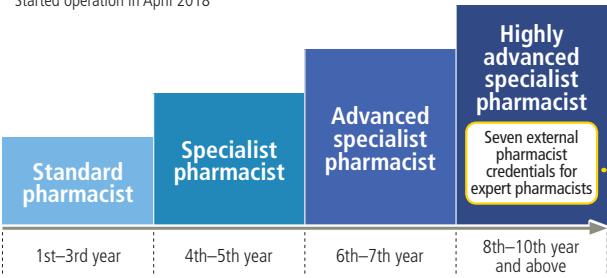 Started operation in April 2018
Highly
advanced
specialist
pharmacist
Seven external
pharmacist
credentials for
expert pharmacists
Advanced
specialist
pharmacist
Specialist
pharmacist
Standard
pharmacist
1st–3rd year
4th–5th year
6th–7th year
8th–10th year
and above